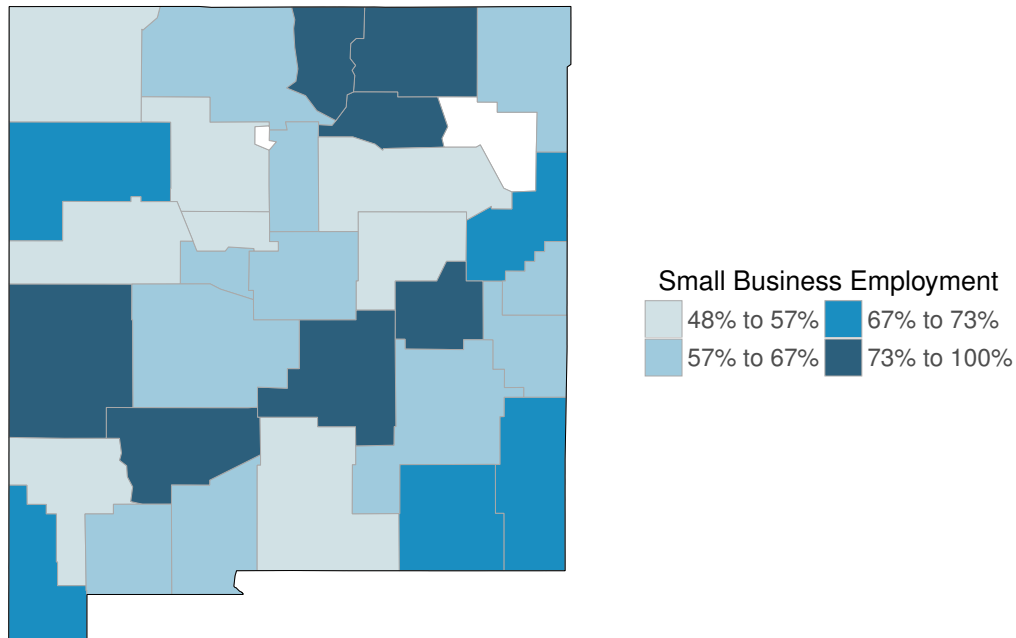 Small Business Employment
48% to 57% 67% to 73%
57% to 67% 73% to 100%